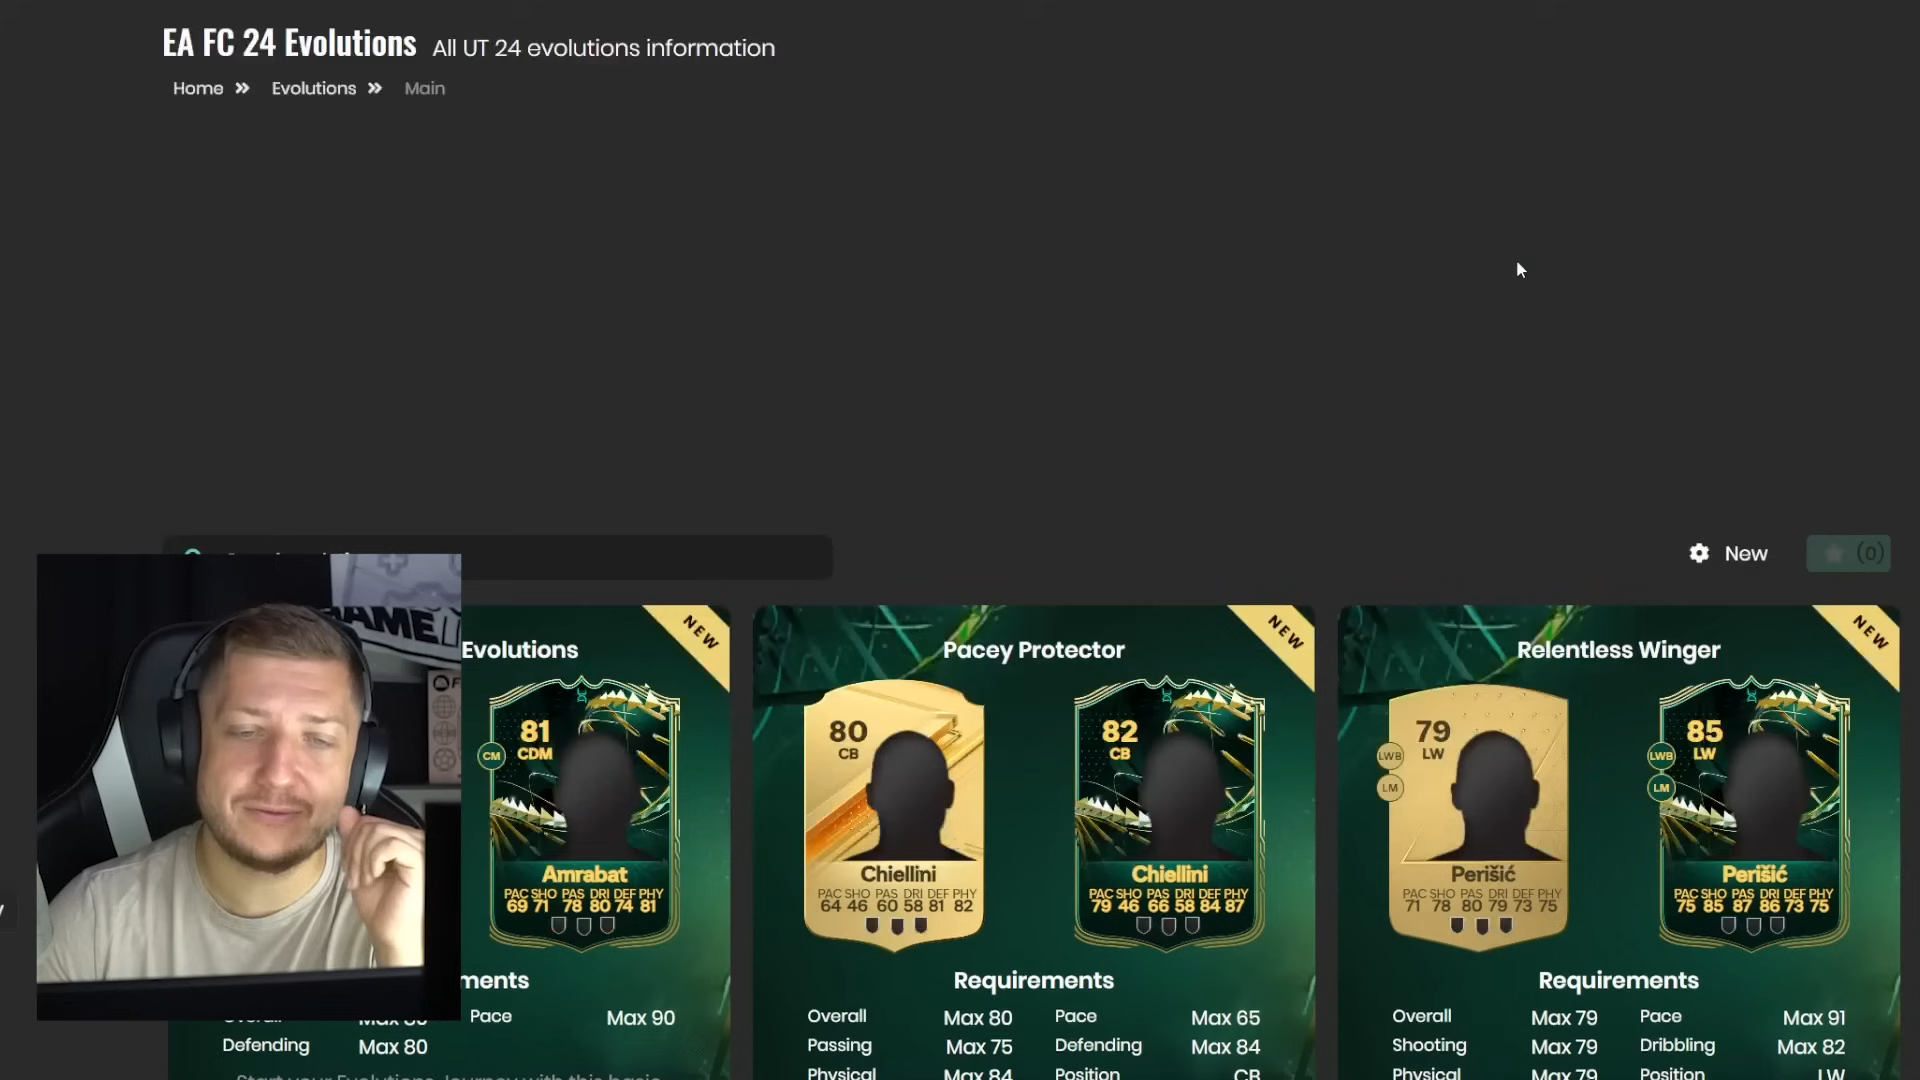 EA FC 24 Evolutions All UT 24 evolutions information
Home » Evolutions » Main
New (0)
Evolutions
NEW
81
CDM
CM
Amrabat
PAC SHO PAS DRI DEF PHY
69 71 78 80 74 81
ments
Pace Max 90
Defending Max 80
Pacey Protector
NEW
80
CB
Chiellini
PAC SHO PAS DRI DEF PHY
64 46 60 58 81 82
82
CB
Chiellini
PAC SHO PAS DRI DEF PHY
79 46 66 58 84 87
Requirements
Overall Max 80 Pace Max 65
Passing Max 75 Defending Max 84
Physical Max 84 Position CB
Relentless Winger
NEW
79
LW
LWB
LM
Perišić
PAC SHO PAS DRI DEF PHY
71 78 80 79 73 75
85
LW
LWB
LM
Perišić
PAC SHO PAS DRI DEF PHY
75 85 87 86 73 75
Requirements
Overall Max 79 Pace Max 91
Shooting Max 79 Dribbling Max 82
Physical Max 79 Position LW
GAME